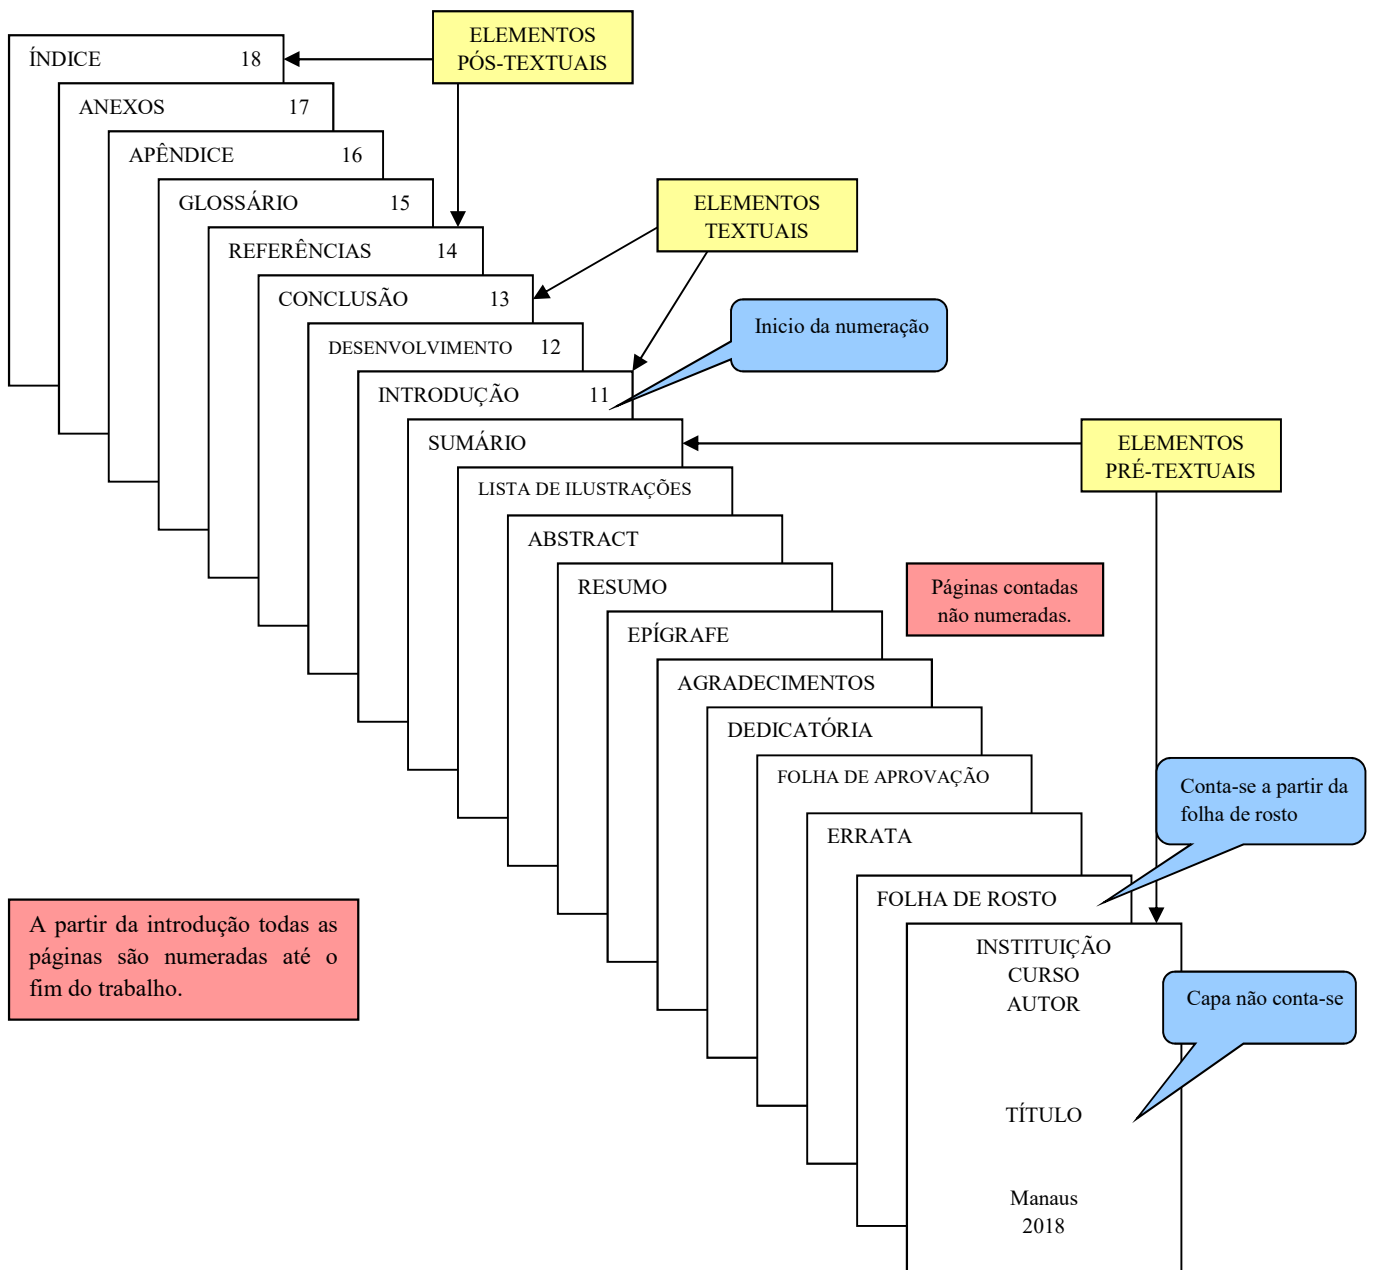 ELEMENTOS
PÓS-TEXTUAIS
ÍNDICE 18
ANEXOS 17
APÊNDICE 16
GLOSSÁRIO 15
REFERÊNCIAS 14
ELEMENTOS
TEXTUAIS
CONCLUSÃO 13
DESENVOLVIMENTO 12
Inicio da numeração
INTRODUÇÃO 11
SUMÁRIO
ELEMENTOS
PRÉ-TEXTUAIS
LISTA DE ILUSTRAÇÕES
ABSTRACT
RESUMO
Páginas contadas
não numeradas.
EPÍGRAFE
AGRADECIMENTOS
DEDICATÓRIA
FOLHA DE APROVAÇÃO
Conta-se a partir da
folha de rosto
ERRATA
FOLHA DE ROSTO
A partir da introdução todas as
páginas são numeradas até o
fim do trabalho.
INSTITUIÇÃO
CURSO
AUTOR
Capa não conta-se
TÍTULO
Manaus
2018